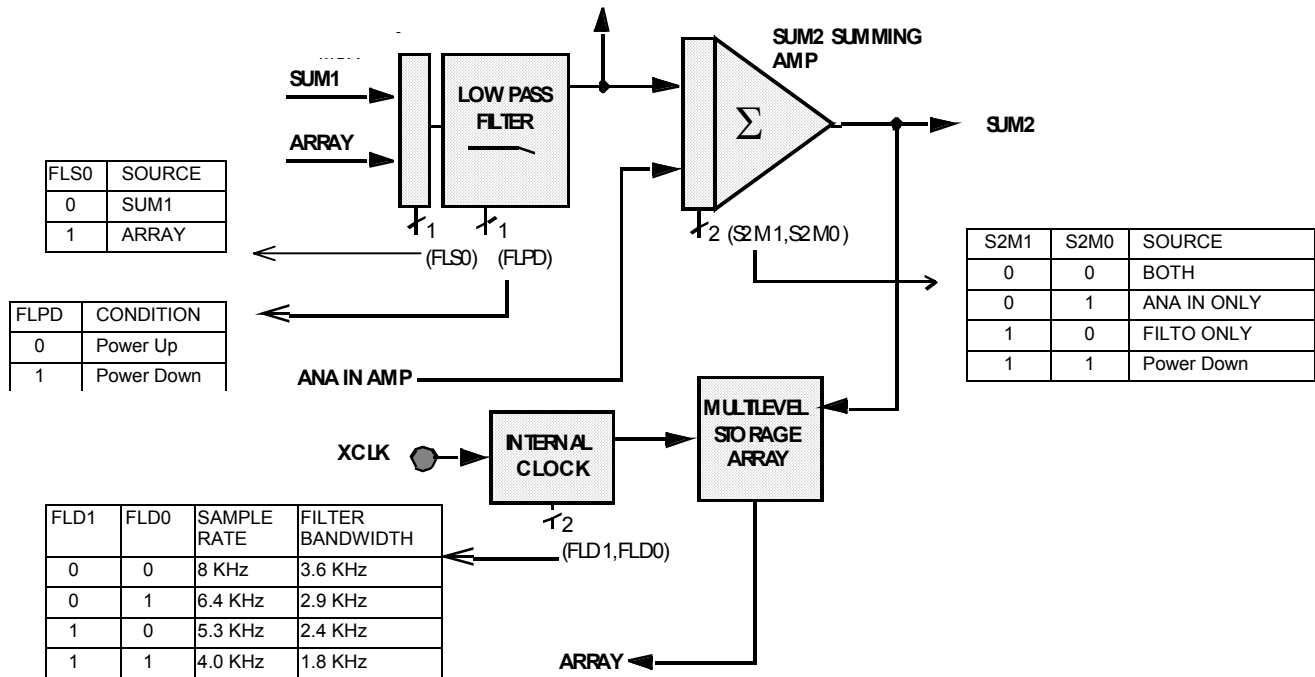 SUM2 SUMMING
AMP
SUM1
LOW PASS
FILTER
Σ
SUM2
ARRAY
FLS0 SOURCE
0 SUM1
1 ARRAY
1
1
(FLS0) (FLPD)
2 (S2M1,S2M0)
S2M1 S2M0 SOURCE
0 0 BOTH
0 1 ANA IN ONLY
1 0 FILTO ONLY
1 1 Power Down
FLPD CONDITION
0 Power Up
1 Power Down
ANA IN AMP
MULTILEVEL
STORAGE
ARRAY
XCLK
INTERNAL
CLOCK
2
(FLD1,FLD0)
FLD1 FLD0 SAMPLE
RATE FILTER
BANDWIDTH
0 0 8 KHz 3.6 KHz
0 1 6.4 KHz 2.9 KHz
1 0 5.3 KHz 2.4 KHz
1 1 4.0 KHz 1.8 KHz
ARRAY